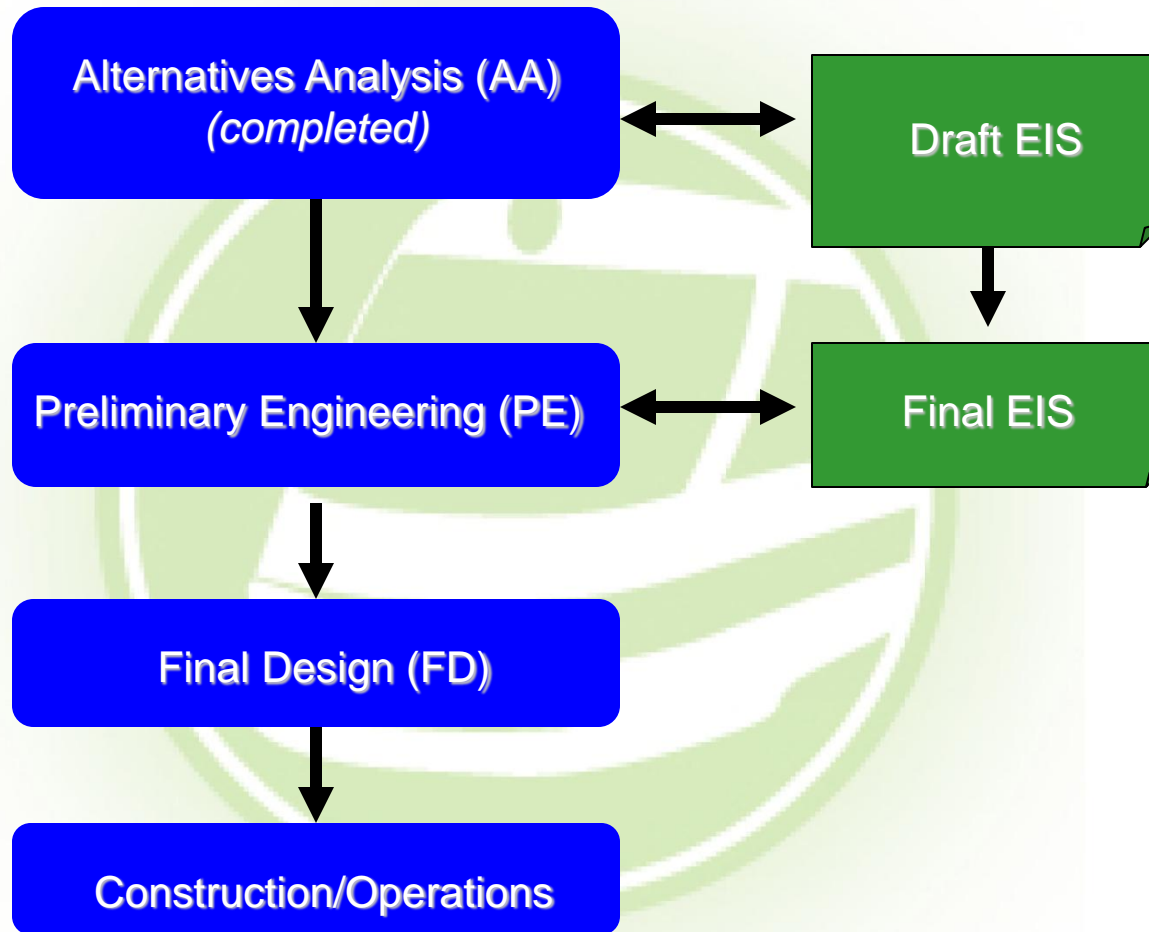 Alternatives Analysis (AA)
(completed)
Draft EIS
Preliminary Engineering (PE)
Final EIS
Final Design (FD)
Construction/Operations